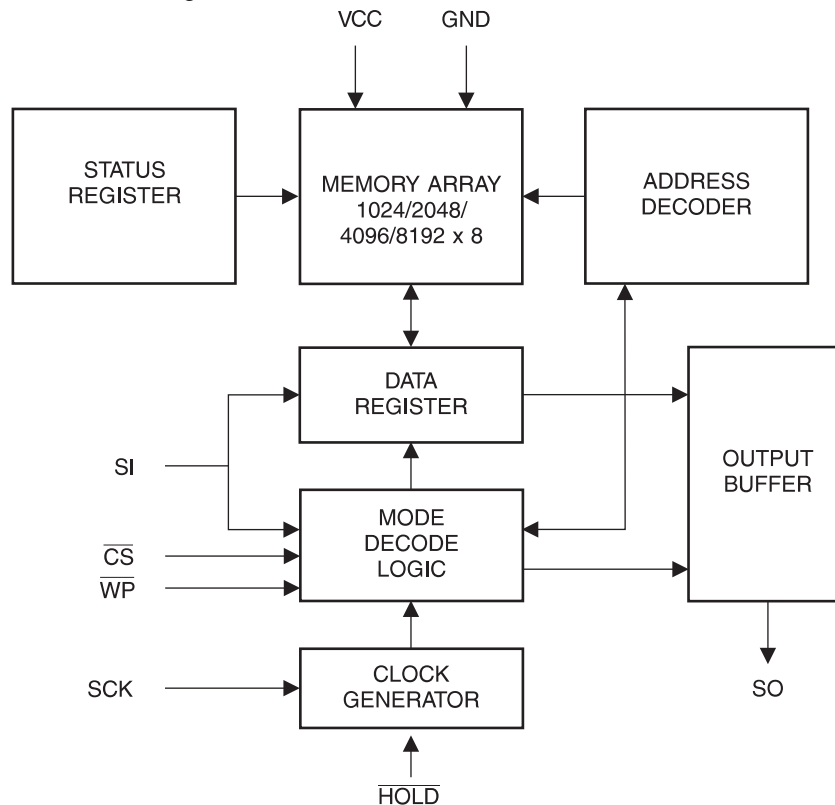 VCC
GND
STATUS
REGISTER
MEMORY ARRAY
1024/2048/
4096/8192 x 8
ADDRESS
DECODER
DATA
REGISTER
OUTPUT
BUFFER
SI
MODE
DECODE
LOGIC
CS
WP
SCK
CLOCK
GENERATOR
SO
HOLD